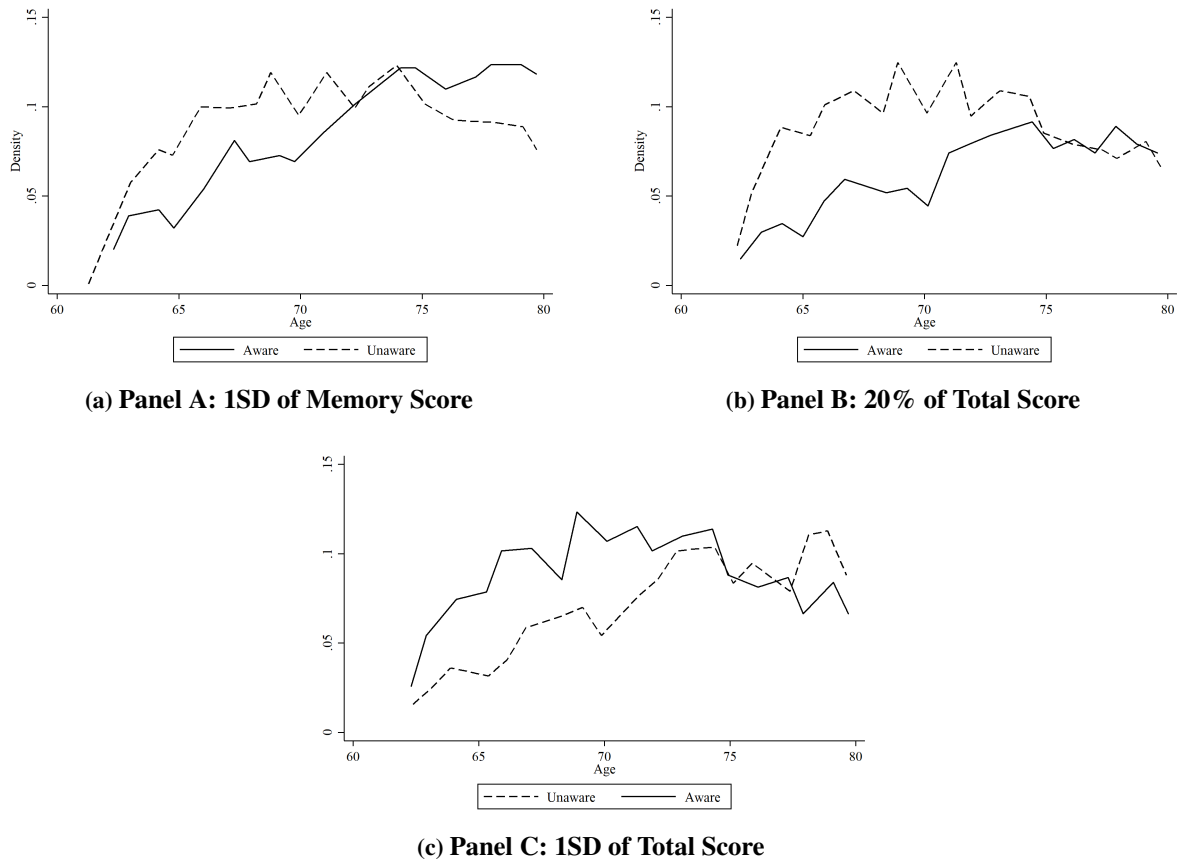 .15
.1
.05
0
Density
60 65 70 75 80
Age
Aware Unaware
(a) Panel A: 1SD of Memory Score
.15
.1
.05
0
Density
60 65 70 75 80
Age
Aware Unaware
(b) Panel B: 20% of Total Score
.15
.1
.05
0
Density
60 65 70 75 80
Age
Unaware Aware
(c) Panel C: 1SD of Total Score